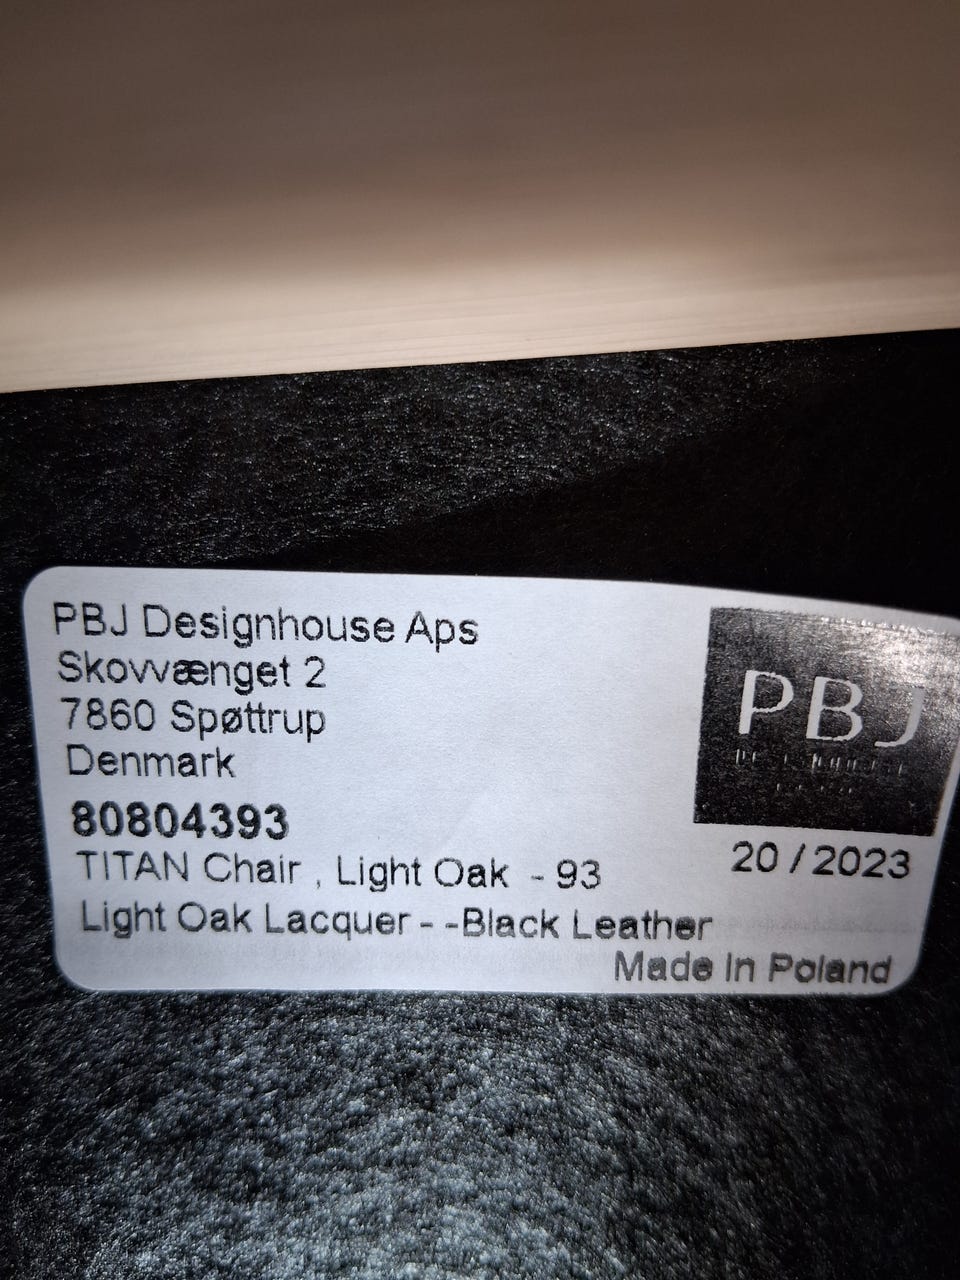 PBJ Designhouse Aps
Skovvænget 2
7860 Spøttrup
Denmark
80804393
TITAN Chair , Light Oak - 93
Light Oak Lacquer - -Black Leather
PBJ
20 / 2023
Made In Poland